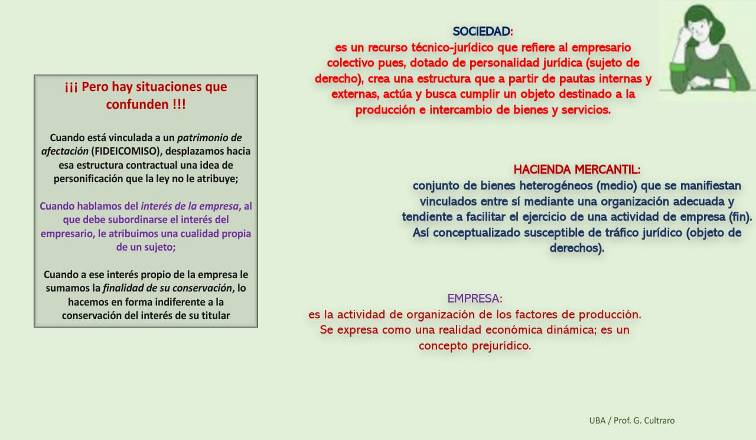 ¡¡¡ Pero hay situaciones que
confunden !!!
Cuando está vinculada a un patrimonio de
afectación (FIDEICOMISO), desplazamos hacia
esa estructura contractual una idea de
personificación que la ley no le atribuye;
Cuando hablamos del interés de la empresa, al
que debe subordinarse el interés del
empresario, le atribuimos una cualidad propia
de un sujeto;
Cuando a ese interés propio de la empresa le
sumamos la finalidad de su conservación, lo
hacemos en forma indiferente a la
conservación del interés de su titular
SOCIEDAD:
es un recurso técnico-jurídico que refiere al empresario
colectivo pues, dotado de personalidad jurídica (sujeto de
derecho), crea una estructura que a partir de pautas internas y
externas, actúa y busca cumplir un objeto destinado a la
producción e intercambio de bienes y servicios.
HACIENDA MERCANTIL:
conjunto de bienes heterogéneos (medio) que se manifiestan
vinculados entre sí mediante una organización adecuada y
tendiente a facilitar el ejercicio de una actividad de empresa (fin).
Así conceptualizado susceptible de tráfico jurídico (objeto de
derechos).
EMPRESA:
es la actividad de organización de los factores de producción.
Se expresa como una realidad económica dinámica; es un
concepto prejurídico.
UBA / Prof. G. Cultraro